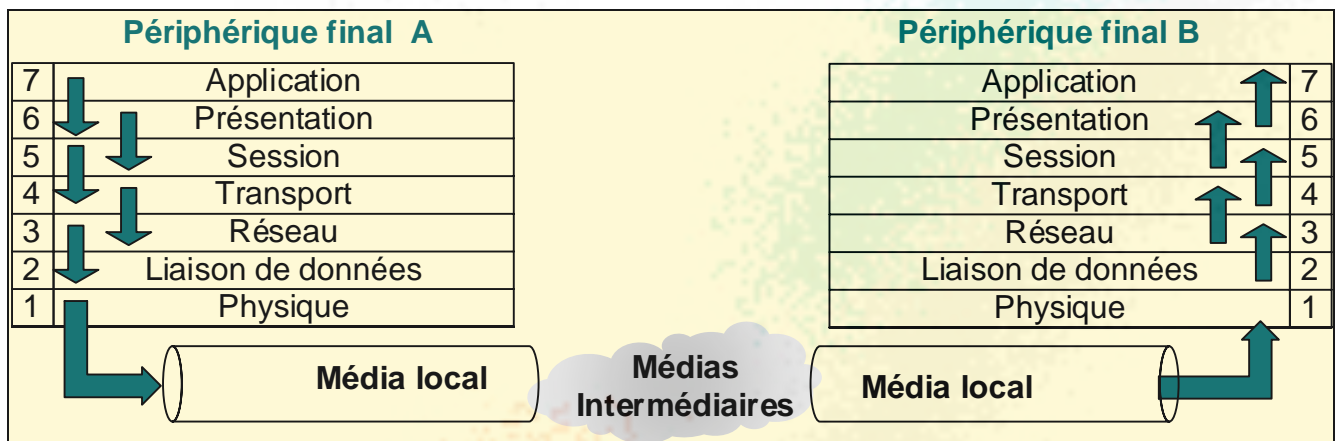 Périphérique final A
7 Application
6 Présentation
5 Session
4 Transport
3 Réseau
2 Liaison de données
1 Physique
Périphérique final B
Application 7
Présentation 6
Session 5
Transport 4
Réseau 3
Liaison de données 2
Physique 1
Média local
Médias
Intermédiaires
Média local